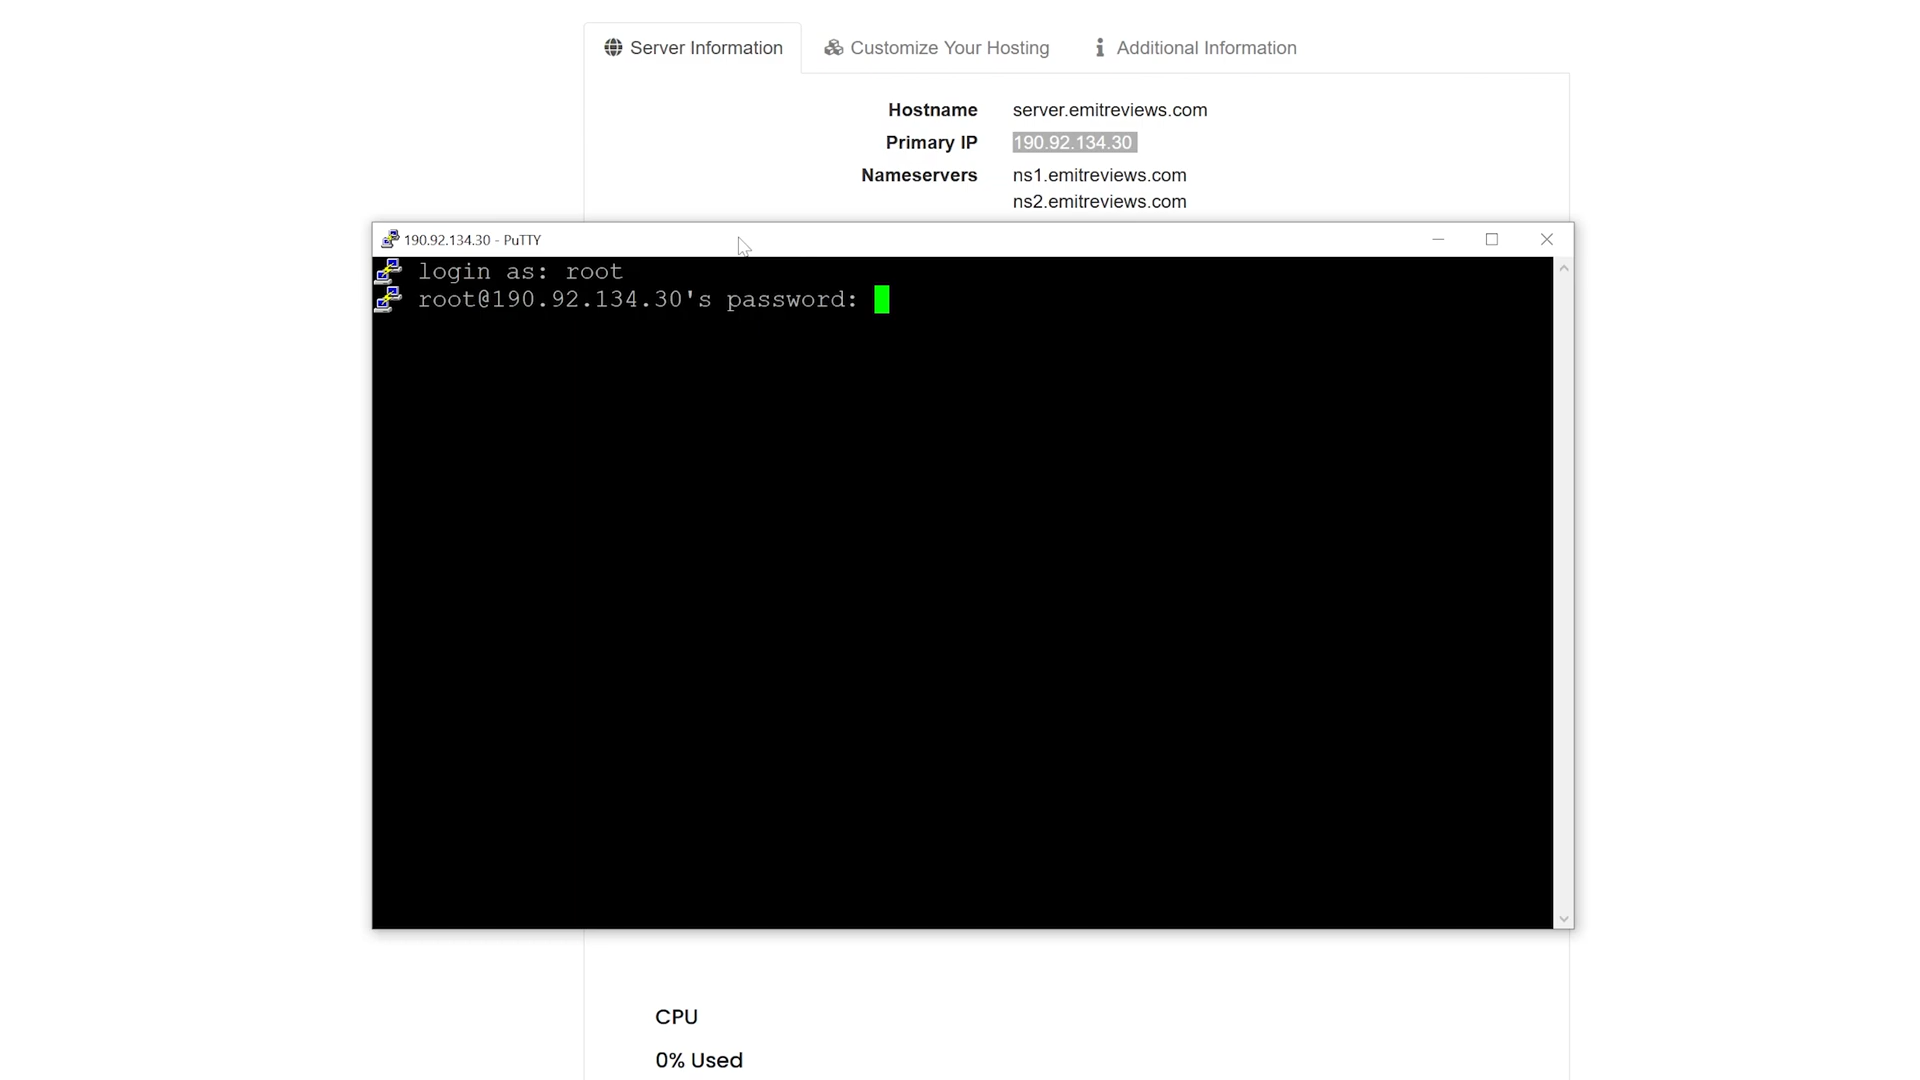 Server Information
Customize Your Hosting
Additional Information
Hostname server.emitreviews.com
Primary IP 190.92.134.30
Nameservers ns1.emitreviews.com
ns2.emitreviews.com
190.92.134.30 - PuTTY
login as: root
root@190.92.134.30's password:
CPU
0% Used